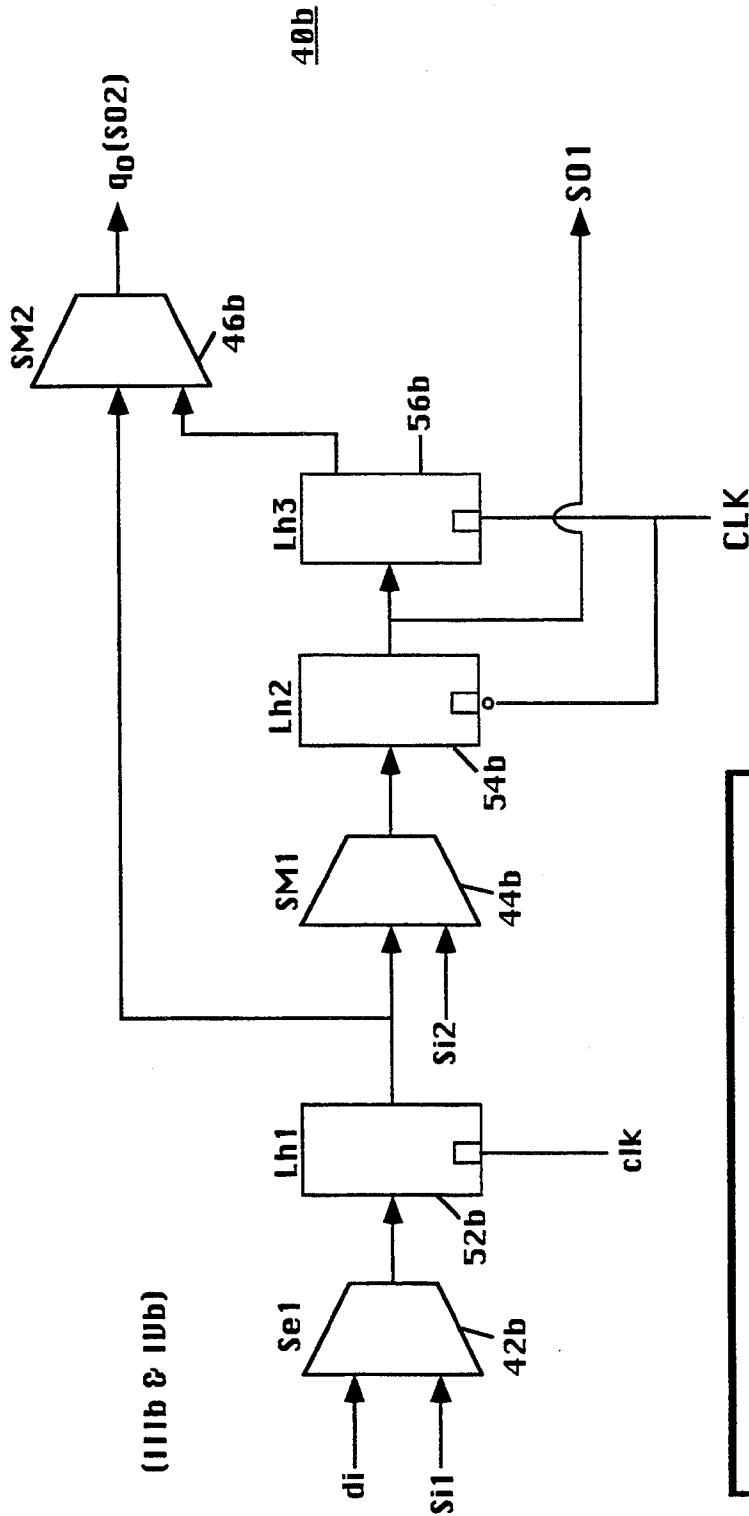 (IIIb & IVb)
40b
SM2
q0(SO2)
46b
Se1
Lh1
SM1
Lh2
Lh3
56b
di
Si1
42b
52b
Si2
44b
54b
SO1
clk
CLK